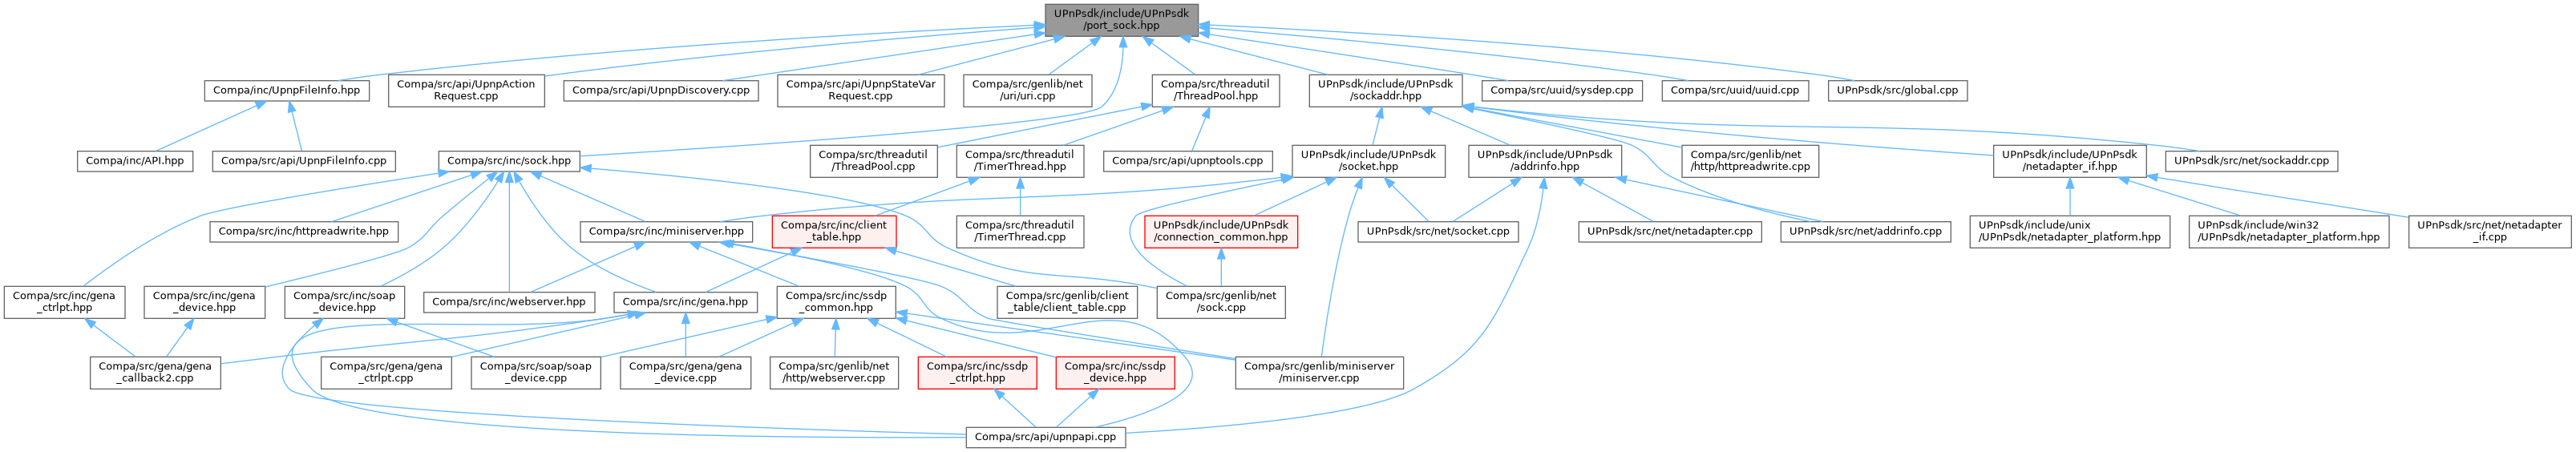 UPnPsdk/include/UPnPsdk
/port_sock.hpp
Compa/inc/UpnpFileInfo.hpp
Compa/src/api/UpnpAction
Request.cpp
Compa/src/api/UpnpDiscovery.cpp
Compa/src/api/UpnpStateVar
Request.cpp
Compa/src/genlib/net
/uri/uri.cpp
Compa/src/threadutil
/ThreadPool.hpp
UPnPsdk/include/UPnPsdk
/sockaddr.hpp
Compa/src/uuid/sysdep.cpp
Compa/src/uuid/uuid.cpp
UPnPsdk/src/global.cpp
Compa/inc/API.hpp
Compa/src/api/UpnpFileInfo.cpp
Compa/src/inc/sock.hpp
Compa/src/threadutil
/ThreadPool.cpp
Compa/src/threadutil
/TimerThread.hpp
Compa/src/api/upnptools.cpp
UPnPsdk/include/UPnPsdk
/socket.hpp
UPnPsdk/include/UPnPsdk
/addrinfo.hpp
Compa/src/genlib/net
/http/httpreadwrite.cpp
UPnPsdk/include/UPnPsdk
/netadapter_if.hpp
UPnPsdk/src/net/sockaddr.cpp
Compa/src/inc/httpreadwrite.hpp
Compa/src/inc/miniserver.hpp
Compa/src/inc/client
_table.hpp
Compa/src/threadutil
/TimerThread.cpp
UPnPsdk/include/UPnPsdk
/connection_common.hpp
UPnPsdk/src/net/socket.cpp
UPnPsdk/src/net/netadapter.cpp
UPnPsdk/src/net/addrinfo.cpp
UPnPsdk/include/unix
/UPnPsdk/netadapter_platform.hpp
UPnPsdk/include/win32
/UPnPsdk/netadapter_platform.hpp
UPnPsdk/src/net/netadapter
_if.cpp
Compa/src/inc/gena
_ctrlpt.hpp
Compa/src/inc/gena
_device.hpp
Compa/src/inc/soap
_device.hpp
Compa/src/inc/webserver.hpp
Compa/src/inc/gena.hpp
Compa/src/inc/ssdp
_common.hpp
Compa/src/genlib/client
_table/client_table.cpp
Compa/src/genlib/net
/sock.cpp
Compa/src/gena/gena
_callback2.cpp
Compa/src/gena/gena
_ctrlpt.cpp
Compa/src/soap/soap
_device.cpp
Compa/src/gena/gena
_device.cpp
Compa/src/genlib/net
/http/webserver.cpp
Compa/src/inc/ssdp
_ctrlpt.hpp
Compa/src/inc/ssdp
_device.hpp
Compa/src/genlib/miniserver
/miniserver.cpp
Compa/src/api/upnpapi.cpp